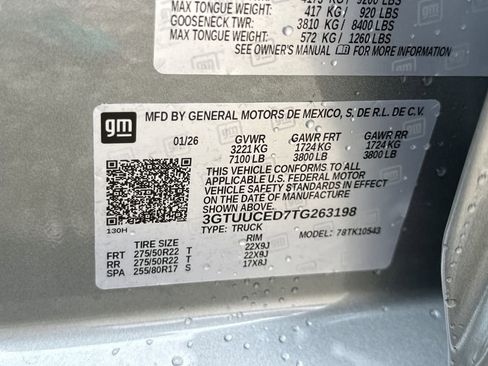 MAX TONGUE WEIGHT:
417 KG / 920 LBS
GOOSENECK TWR:
3810 KG / 8400 LBS
MAX TONGUE WEIGHT:
572 KG / 1260 LBS
SEE OWNER'S MANUAL gm FOR MORE INFORMATION
gm
MFD BY GENERAL MOTORS DE MEXICO, S. DE R.L. DE C.V.
01/26 GVWR GAWR FRT GAWR RR
3221 KG 1724 KG 1724 KG
7100 LB 3800 LB 3800 LB
THIS VEHICLE CONFORMS TO ALL
APPLICABLE U.S. FEDERAL MOTOR
VEHICLE SAFETY STANDARDS IN EFFECT ON
THE DATE OF MANUFACTURE SHOWN ABOVE.
3GTUUCED7TG263198
TYPE: TRUCK MODEL: 78TK10543
130H
TIRE SIZE RIM
FRT 275/50R22 T 22X9J
RR 275/50R22 T 22X9J
SPA 255/80R17 S 17X8J